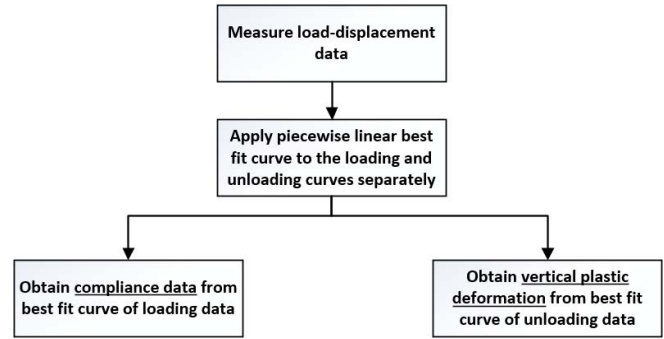 Measure load-displacement
data
Apply piecewise linear best
fit curve to the loading and
unloading curves separately
Obtain compliance data from
best fit curve of loading data
Obtain vertical plastic
deformation from best fit
curve of unloading data